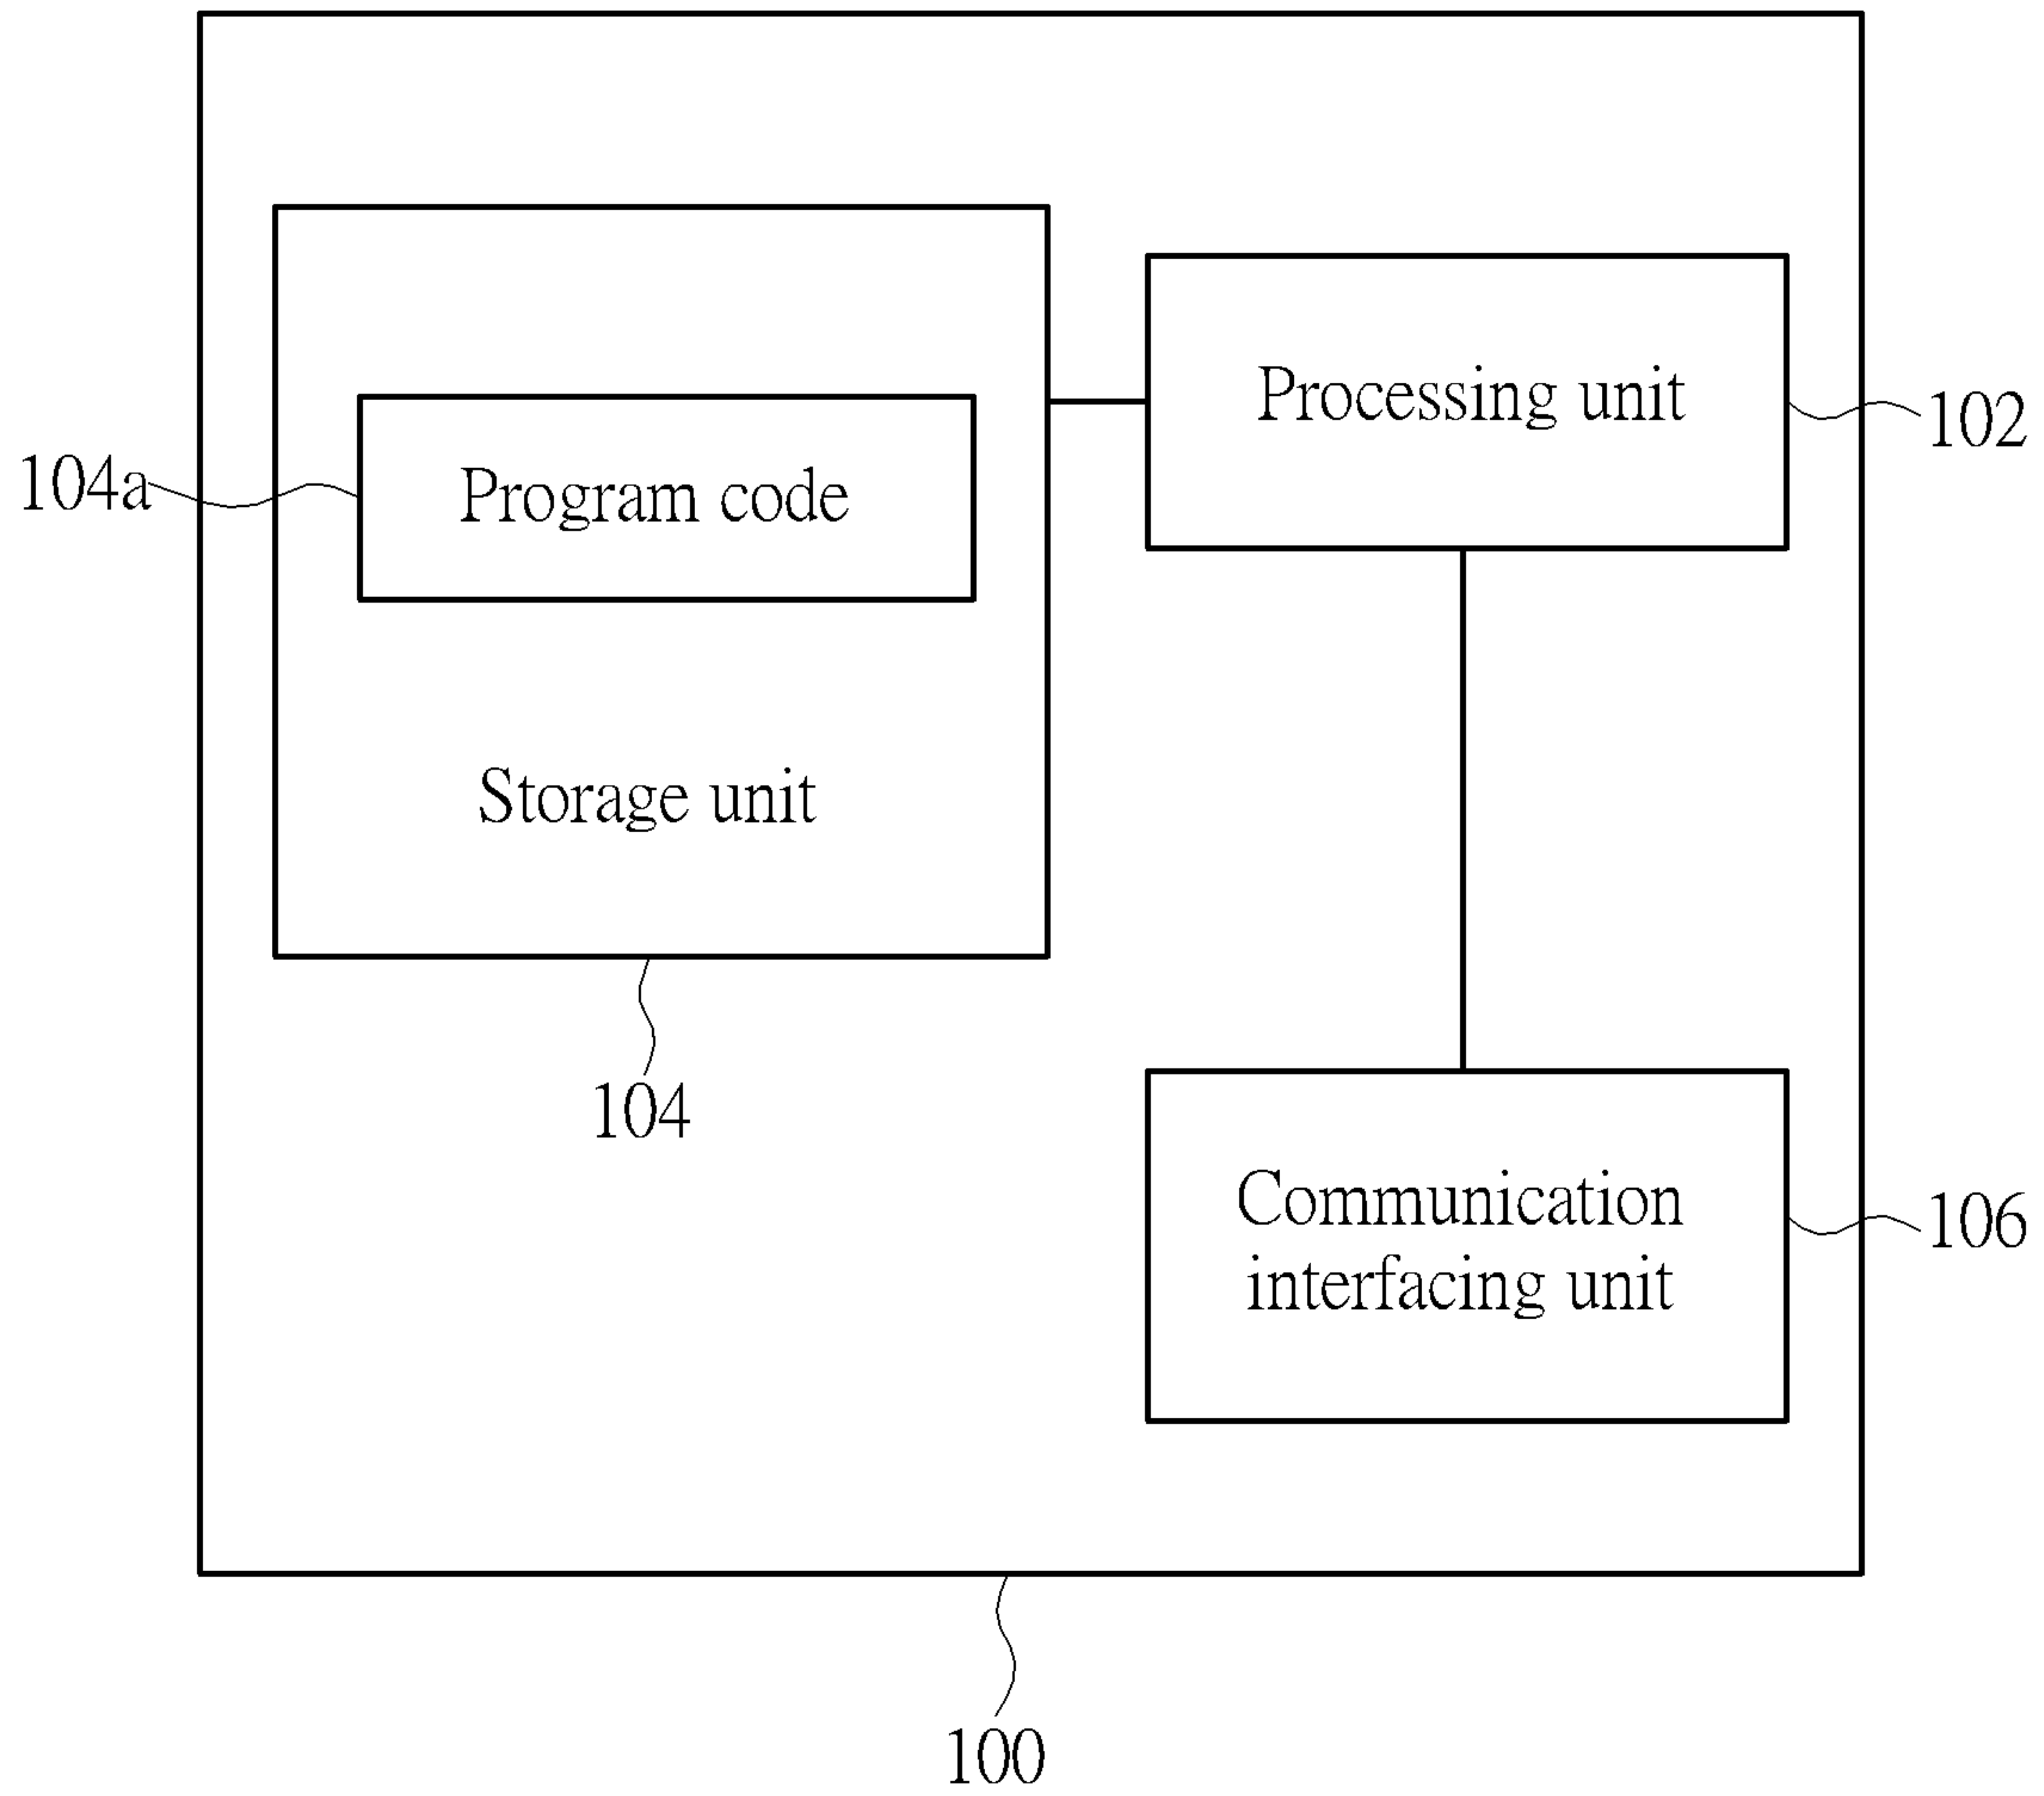 Processing unit
102
104a
Program code
Storage unit
104
Communication
interfacing unit
106
100